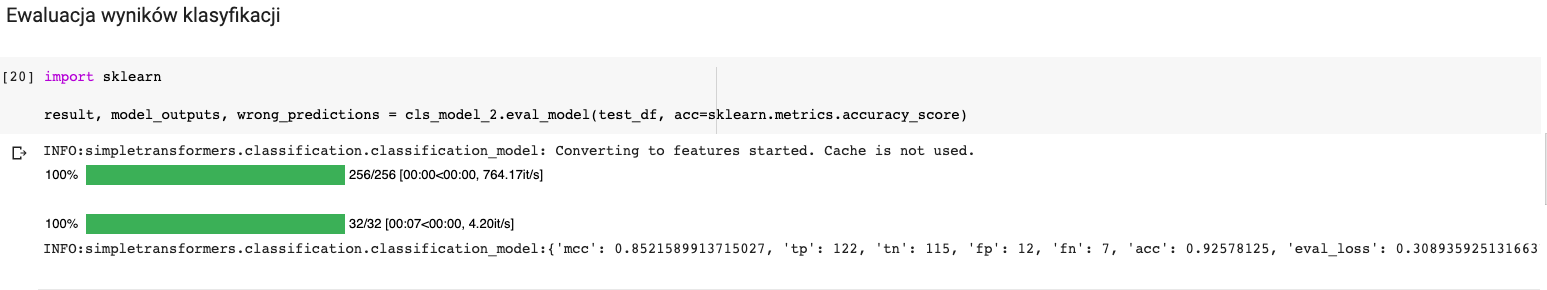 Ewaluacja wyników klasyfikacji
[20] import sklearn
result, model_outputs, wrong_predictions = cls_model_2.eval_model(test_df, acc=sklearn.metrics.accuracy_score)
INFO:simpletransformers.classification.classification_model: Converting to features started. Cache is not used.
100% 256/256 [00:00<00:00, 764.17it/s]
100% 32/32 [00:07<00:00, 4.20it/s]
INFO:simpletransformers.classification.classification_model:{'mcc': 0.8521589913715027, 'tp': 122, 'tn': 115, 'fp': 12, 'fn': 7, 'acc': 0.92578125, 'eval_loss': 0.308935925131663